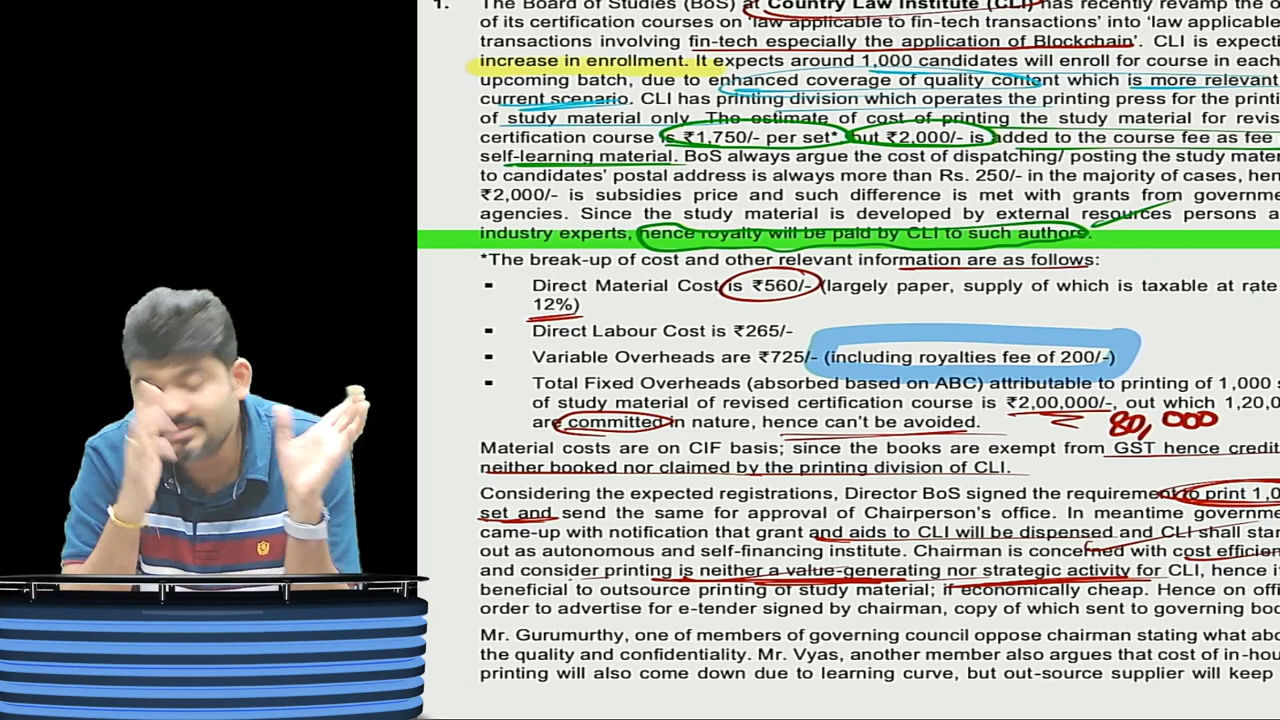 1. The Board of Studies (BoS) at Country Law Institute (CLI) has recently revamp the o
of its certification courses on 'law applicable to fin-tech transactions' into 'law applicable
transactions involving fin-tech especially the application of Blockchain'. CLI is expecti
increase in enrollment. It expects around 1,000 candidates will enroll for course in each
upcoming batch, due to enhanced coverage of quality content which is more relevant
current scenario. CLI has printing division which operates the printing press for the printi
of study material only. The estimate of cost of printing the study material for revis
certification course is ₹1,750/- per set* but ₹2,000/- is added to the course fee as fee
self-learning material. BoS always argue the cost of dispatching/ posting the study mater
to candidates' postal address is always more than Rs. 250/- in the majority of cases, hen
₹2,000/- is subsidies price and such difference is met with grants from governme
agencies. Since the study material is developed by external resources persons a
industry experts, hence royalty will be paid by CLI to such authors.
*The break-up of cost and other relevant information are as follows:
▪ Direct Material Cost is ₹560/- (largely paper, supply of which is taxable at rate
12%)
▪ Direct Labour Cost is ₹265/-
▪ Variable Overheads are ₹725/- (including royalties fee of 200/-)
▪ Total Fixed Overheads (absorbed based on ABC) attributable to printing of 1,000 s
of study material of revised certification course is ₹2,00,000/-, out which 1,20,0
are committed in nature, hence can't be avoided. 80,000
Material costs are on CIF basis; since the books are exempt from GST hence credit
neither booked nor claimed by the printing division of CLI.
Considering the expected registrations, Director BoS signed the requirement to print 1,0
set and send the same for approval of Chairperson's office. In meantime governme
came-up with notification that grant and aids to CLI will be dispensed and CLI shall star
out as autonomous and self-financing institute. Chairman is concerned with cost efficien
and consider printing is neither a value-generating nor strategic activity for CLI, hence i
beneficial to outsource printing of study material; if economically cheap. Hence on offi
order to advertise for e-tender signed by chairman, copy of which sent to governing bod
Mr. Gurumurthy, one of members of governing council oppose chairman stating what abo
the quality and confidentiality. Mr. Vyas, another member also argues that cost of in-hou
printing will also come down due to learning curve, but out-source supplier will keep